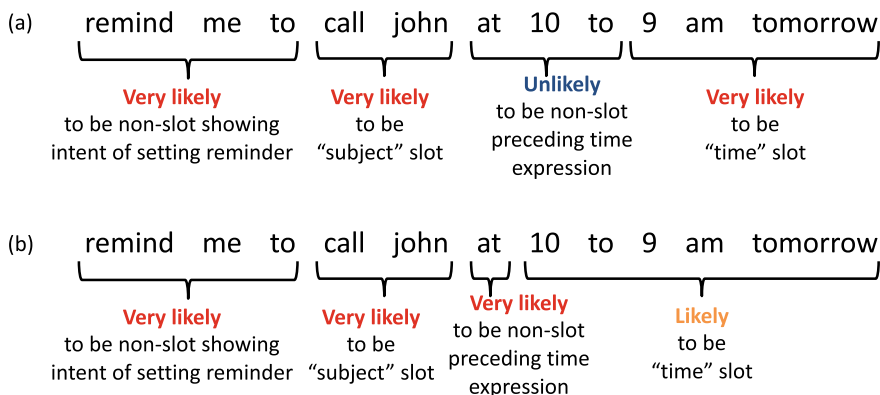 (a) remind me to call john at 10 to 9 am tomorrow
Very likely
to be non-slot showing
intent of setting reminder
Very likely
to be
“subject” slot
Unlikely
to be non-slot
preceding time
expression
Very likely
to be
“time” slot
(b) remind me to call john at 10 to 9 am tomorrow
Very likely
to be non-slot showing
intent of setting reminder
Very likely
to be
“subject” slot
Very likely
to be non-slot
preceding time
expression
Likely
to be
“time” slot